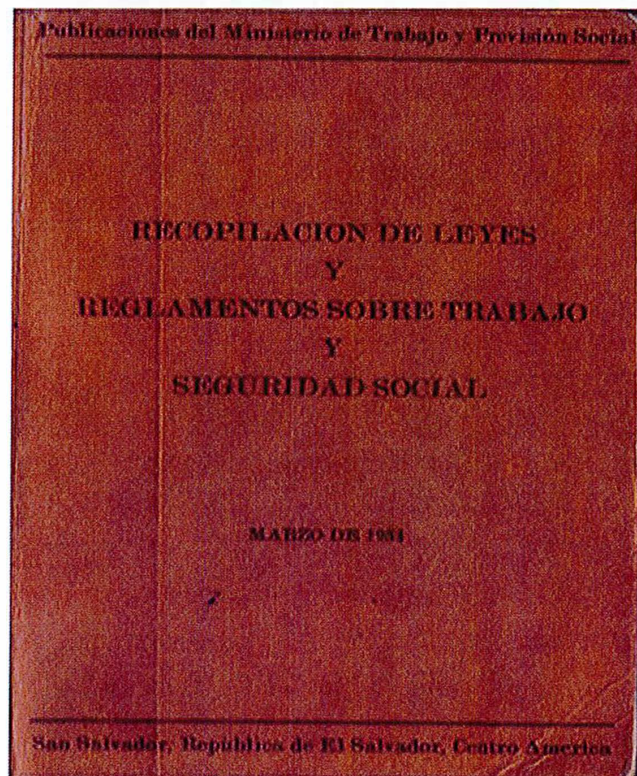 Publicaciones del Ministerio de Trabajo y Previsión Social
RECOPILACION DE LEYES
Y
REGLAMENTOS SOBRE TRABAJO
Y
SEGURIDAD SOCIAL
MARZO DE
San Salvador, República de El Salvador, Centro America